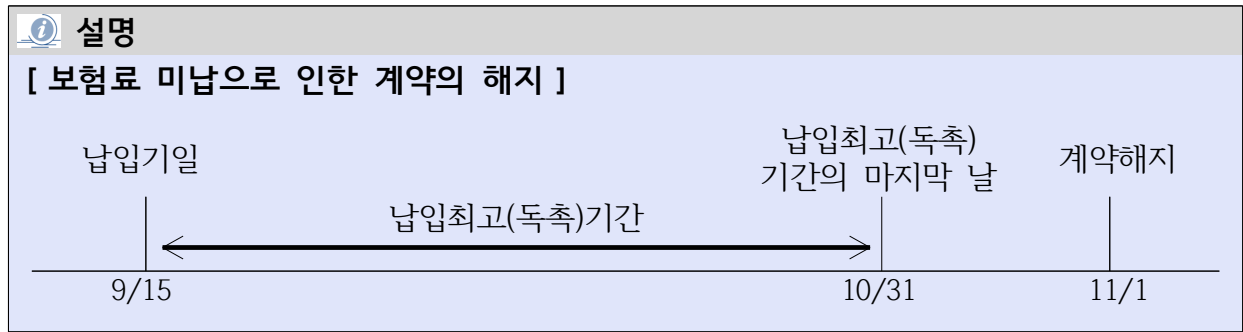 설명
[ 보험료 미납으로 인한 계약의 해지 ]
납입기일
납입최고(독촉)
기간의 마지막 날
계약해지
납입최고(독촉)기간
9/15
10/31
11/1